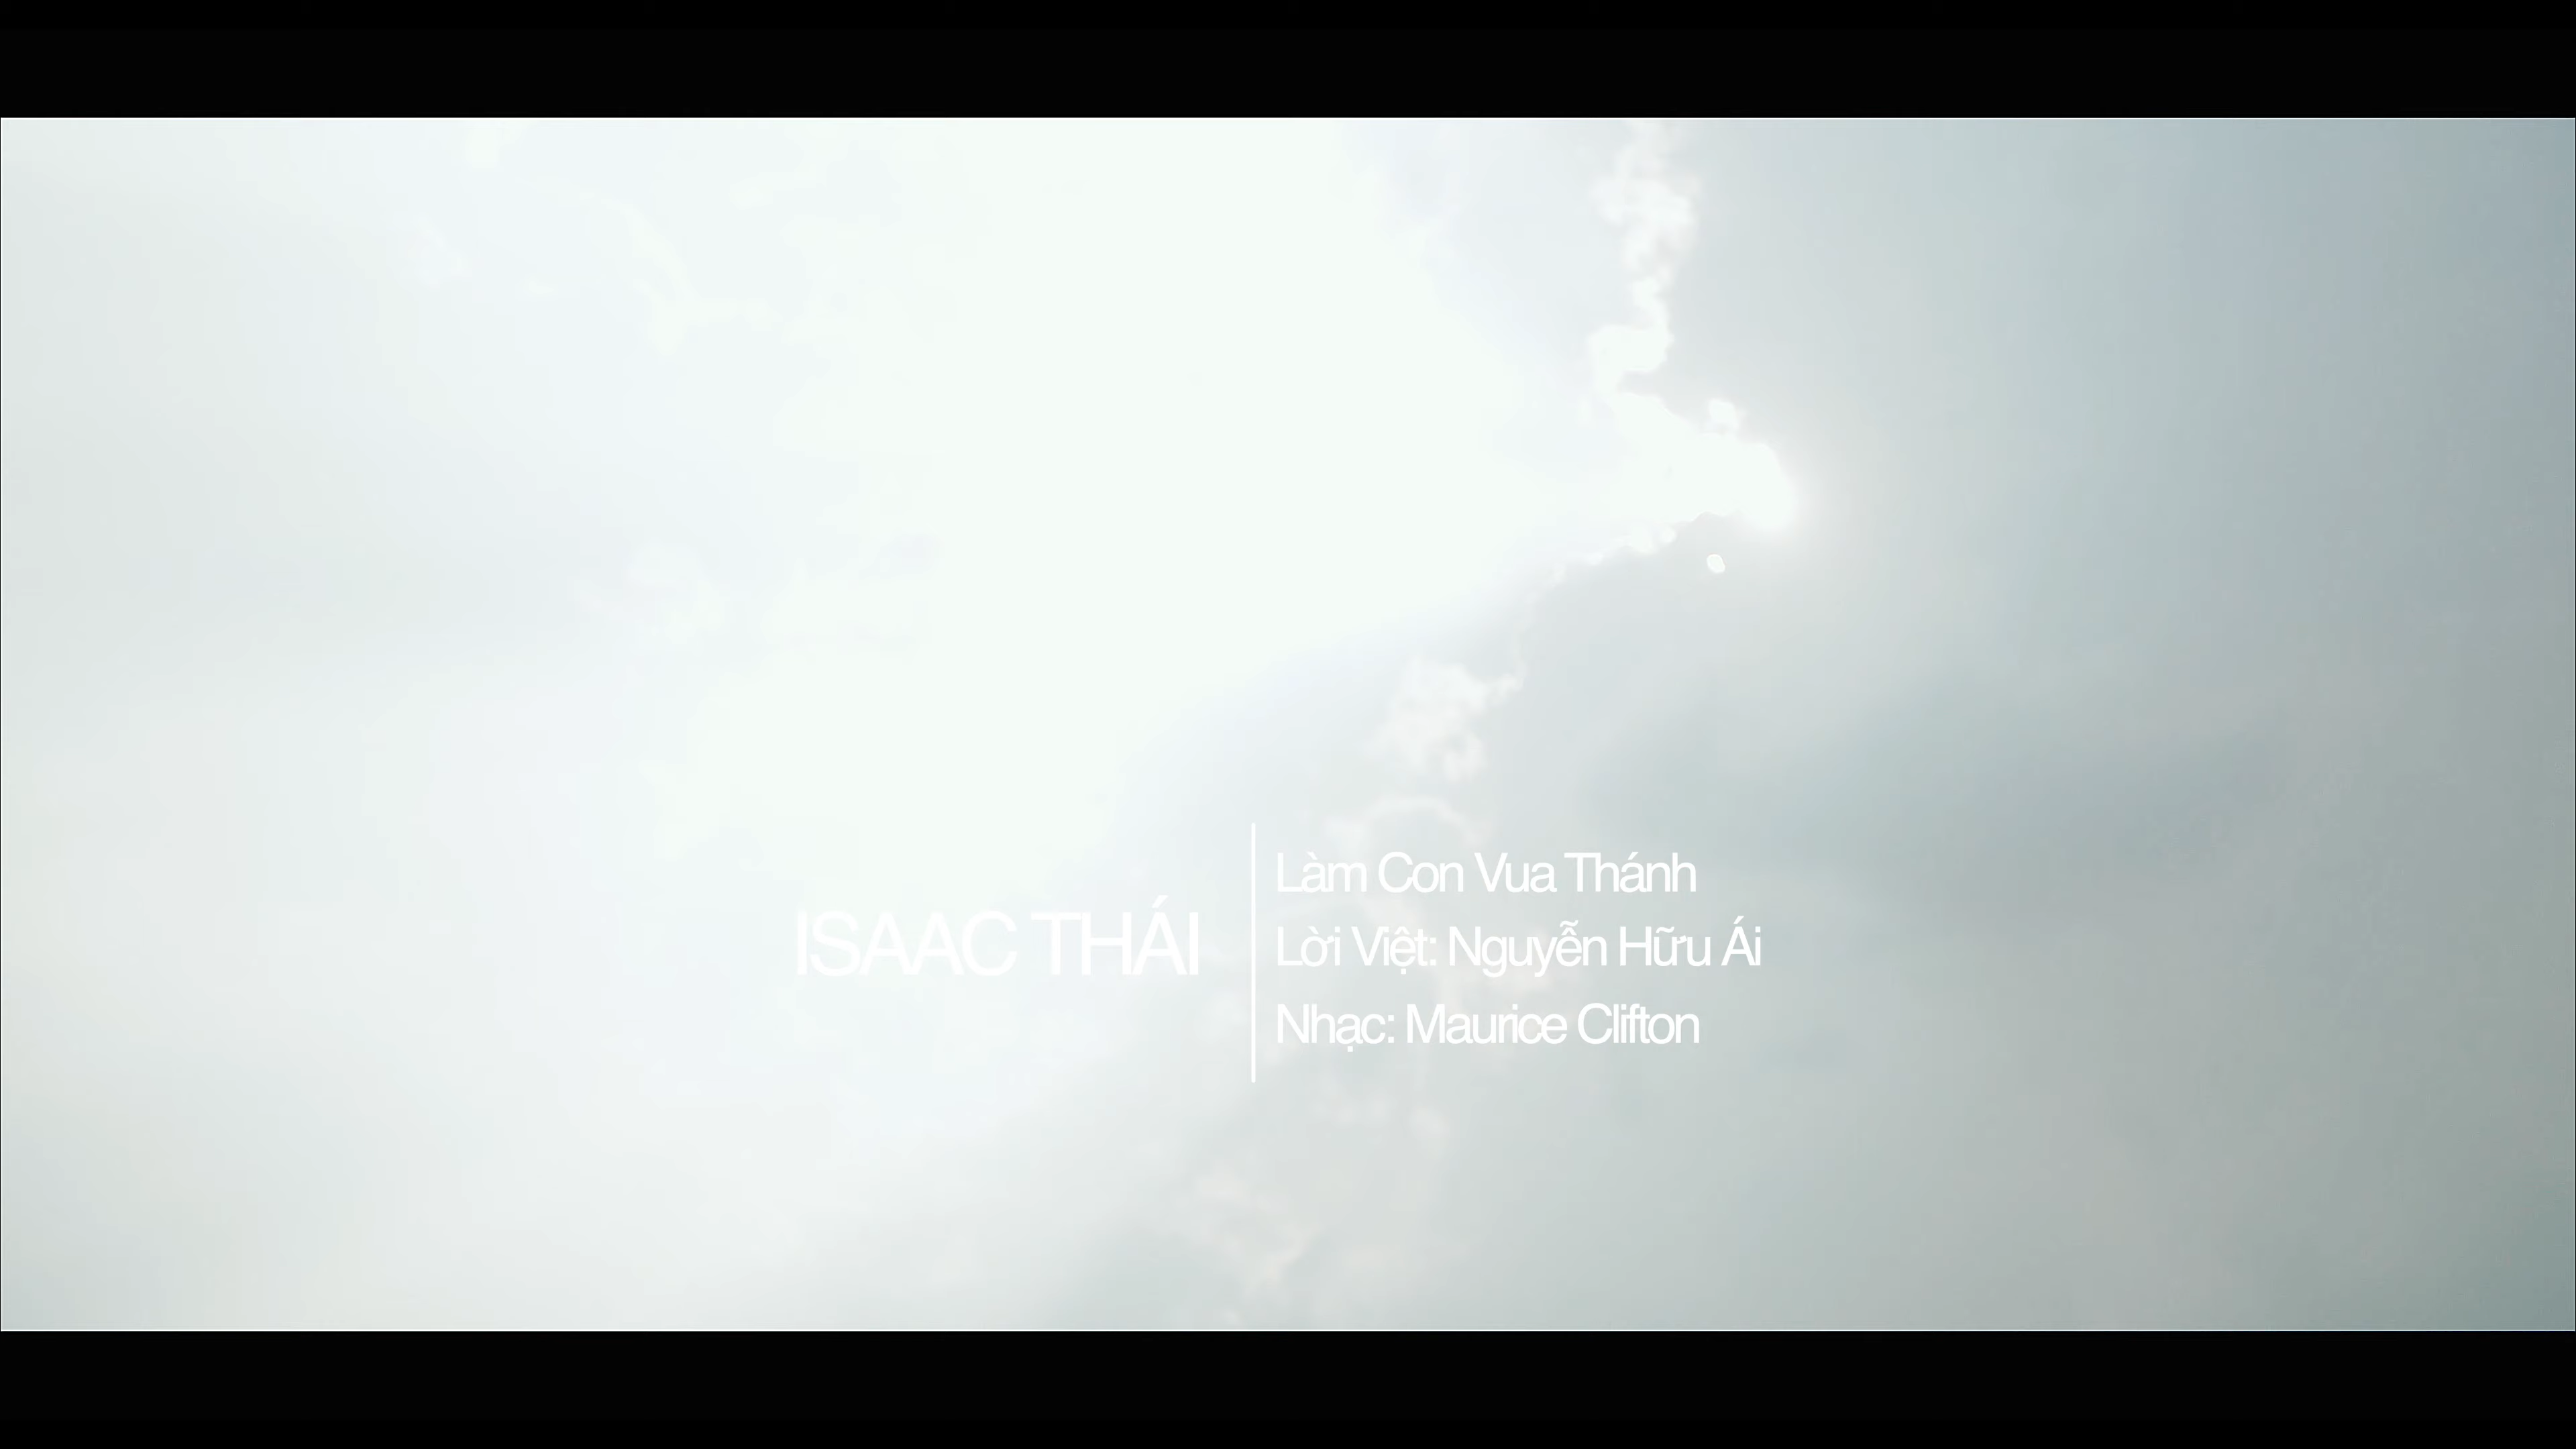 ISAAC THÁI
Làm Con Vua Thánh
Lời Việt: Nguyễn Hữu Ái
Nhạc: Maurice Clifton